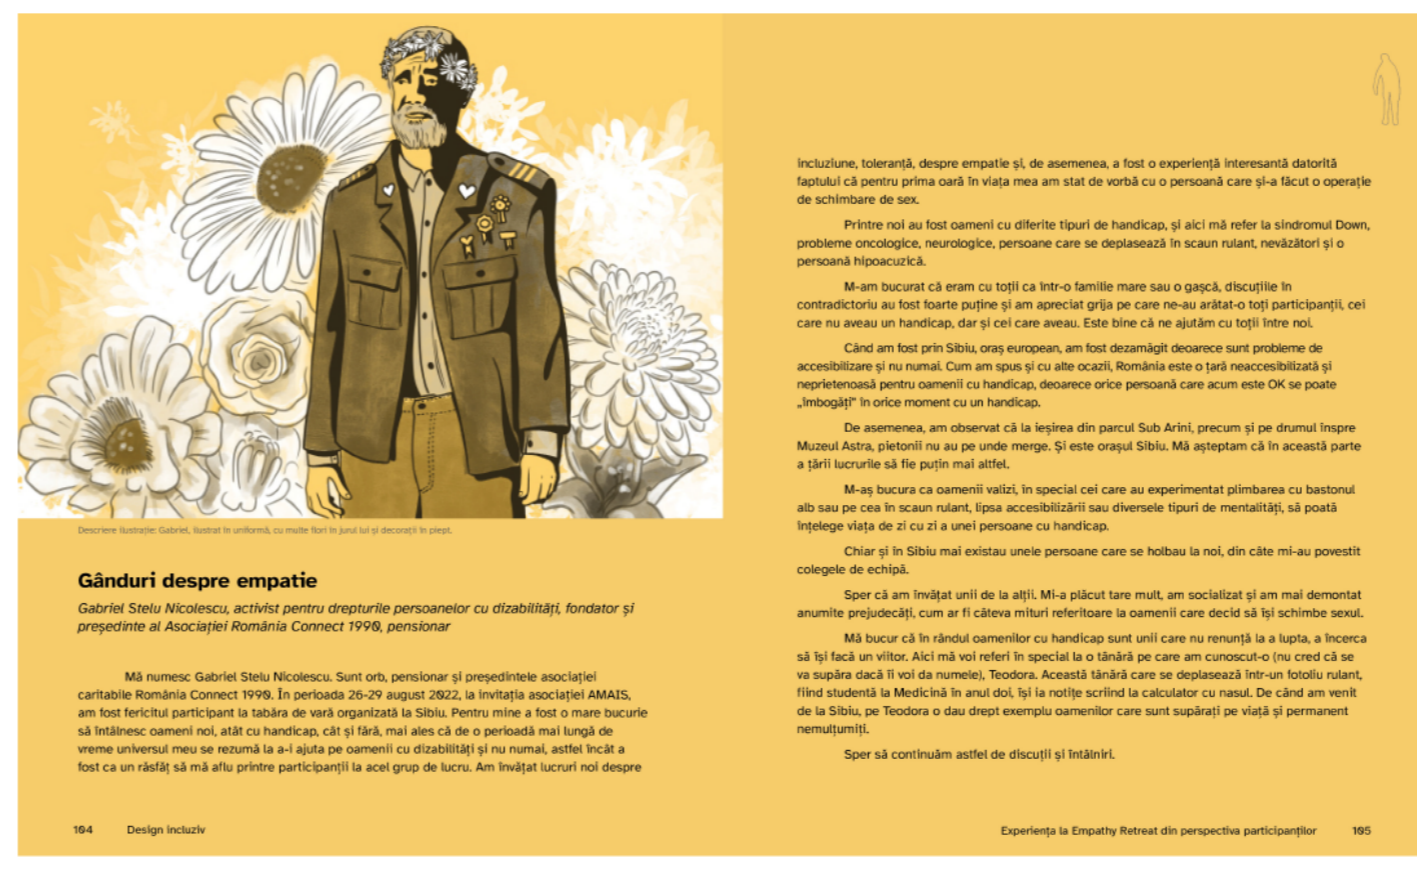 Descriere ilustrație: Gabriel, ilustrat în uniformă, cu multe flori în jurul lui și decorații în piept.
Gânduri despre empatie
Gabriel Stelu Nicolescu, activist pentru drepturile persoanelor cu dizabilități, fondator și
președinte al Asociației România Connect 1990, pensionar
Mă numesc Gabriel Stelu Nicolescu. Sunt orb, pensionar și președintele asociației
caritabile România Connect 1990. În perioada 26-29 august 2022, la invitația asociației AMAIS,
am fost fericitul participant la tabăra de vară organizată la Sibiu. Pentru mine a fost o mare bucurie
să întâlnesc oameni noi, atât cu handicap, cât și fără, mai ales că de o perioadă mai lungă de
vreme universul meu se rezumă la a-i ajuta pe oamenii cu dizabilități și nu numai, astfel încât a
fost ca un răsfăț să mă aflu printre participanții la acel grup de lucru. Am învățat lucruri noi despre
104 Design incluziv
incluziune, toleranță, despre empatie și, de asemenea, a fost o experiență interesantă datorită
faptului că pentru prima oară în viața mea am stat de vorbă cu o persoană care și-a făcut o operație
de schimbare de sex.
Printre noi au fost oameni cu diferite tipuri de handicap, și aici mă refer la sindromul Down,
probleme oncologice, neurologice, persoane care se deplasează în scaun rulant, nevăzători și o
persoană hipoacuzică.
M-am bucurat că eram cu toții ca într-o familie mare sau o gașcă, discuțiile în
contradictoriu au fost foarte puține și am apreciat grija pe care ne-au arătat-o toți participanții, cei
care nu aveau un handicap, dar și cei care aveau. Este bine că ne ajutăm cu toții între noi.
Când am fost prin Sibiu, oraș european, am fost dezamăgit deoarece sunt probleme de
accesibilizare și nu numai. Cum am spus și cu alte ocazii, România este o țară neaccesibilizată și
neprietenoasă pentru oamenii cu handicap, deoarece orice persoană care acum este OK se poate
„îmbogăți” în orice moment cu un handicap.
De asemenea, am observat că la ieșirea din parcul Sub Arini, precum și pe drumul înspre
Muzeul Astra, pietonii nu au pe unde merge. Și este orașul Sibiu. Mă așteptam că în această parte
a țării lucrurile să fie puțin mai altfel.
M-aș bucura ca oamenii valizi, în special cei care au experimentat plimbarea cu bastonul
alb sau pe cea în scaun rulant, lipsa accesibilizării sau diversele tipuri de mentalități, să poată
înțelege viața de zi cu zi a unei persoane cu handicap.
Chiar și în Sibiu mai existau unele persoane care se holbau la noi, din câte mi-au povestit
colegele de echipă.
Sper că am învățat unii de la alții. Mi-a plăcut tare mult, am socializat și am mai demontat
anumite prejudecăți, cum ar fi câteva mituri referitoare la oamenii care decid să își schimbe sexul.
Mă bucur că în rândul oamenilor cu handicap sunt unii care nu renunță la a lupta, a încerca
să își facă un viitor. Aici mă voi referi în special la o tânără pe care am cunoscut-o (nu cred că se
va supăra dacă îi voi da numele), Teodora. Această tânără care se deplasează într-un fotoliu rulant,
fiind studentă la Medicină în anul doi, își ia notițe scriind la calculator cu nasul. De când am venit
de la Sibiu, pe Teodora o dau drept exemplu oamenilor care sunt supărați pe viață și permanent
nemulțumiți.
Sper să continuăm astfel de discuții și întâlniri.
Experiența la Empathy Retreat din perspectiva participanților 105